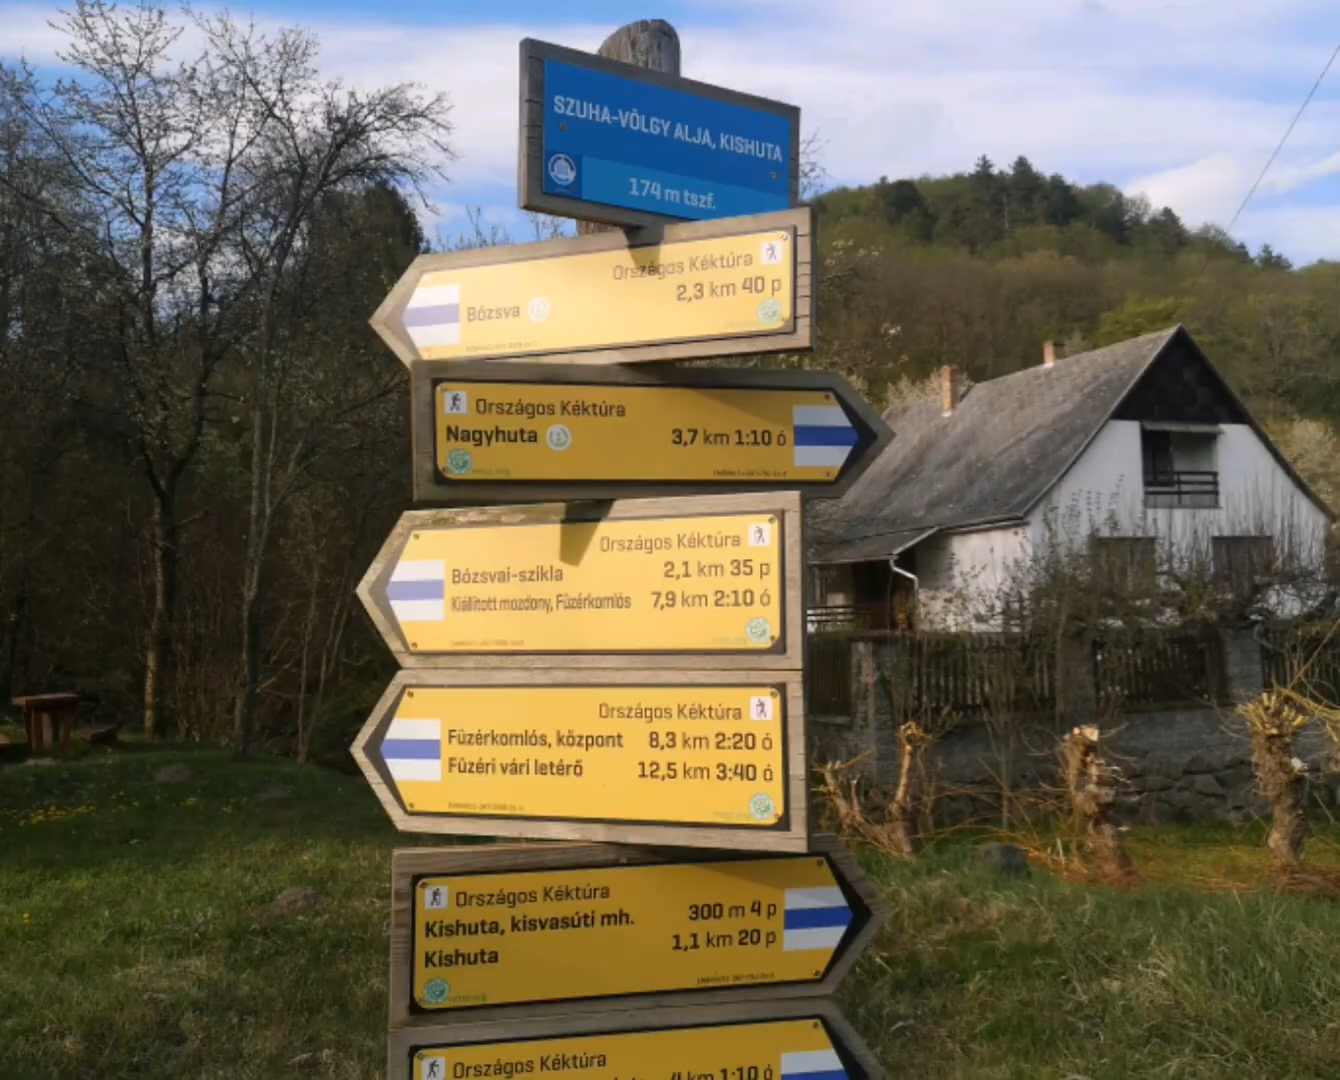 SZUHA-VÖLGY ALJA, KISHUTA
174 m tszf.
Országos Kéktúra
2,3 km 40 p
Bózsva
Országos Kéktúra
Nagyhuta 3,7 km 1:10 ó
Országos Kéktúra
Bózsvai-szikla 2,1 km 35 p
Kiállított mozdony, Füzérkomlós 7,9 km 2:10 ó
Országos Kéktúra
Füzérkomlós, központ 8,3 km 2:20 ó
Füzéri vári letérő 12,5 km 3:40 ó
Országos Kéktúra
Kishuta, kisvasúti mh. 300 m 4 p
Kishuta 1,1 km 20 p
Országos Kéktúra
km 1:10 ó